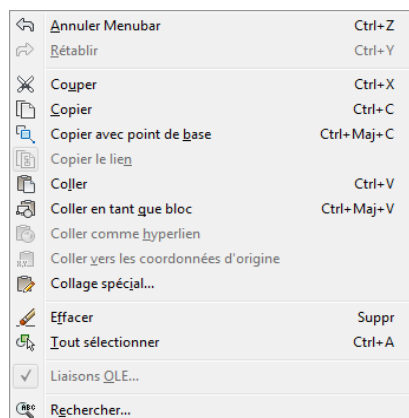 Annuler Menubar Ctrl+Z
Rétablir Ctrl+Y
Couper Ctrl+X
Copier Ctrl+C
Copier avec point de base Ctrl+Maj+C
Copier le lien
Coller Ctrl+V
Coller en tant que bloc Ctrl+Maj+V
Coller comme hyperlien
Coller vers les coordonnées d'origine
Collage spécial...
Effacer Suppr
Tout sélectionner Ctrl+A
Liaisons OLE...
Rechercher...